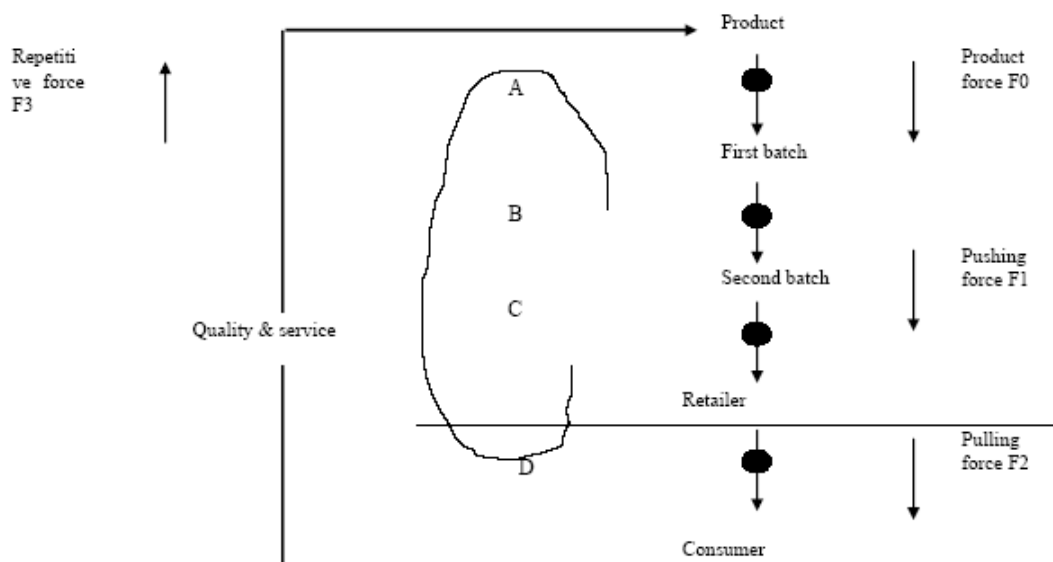 Repetiti
ve force
F3
Quality & service
A
B
C
D
Product
First batch
Second batch
Retailer
Consumer
Product
force F0
Pushing
force F1
Pulling
force F2